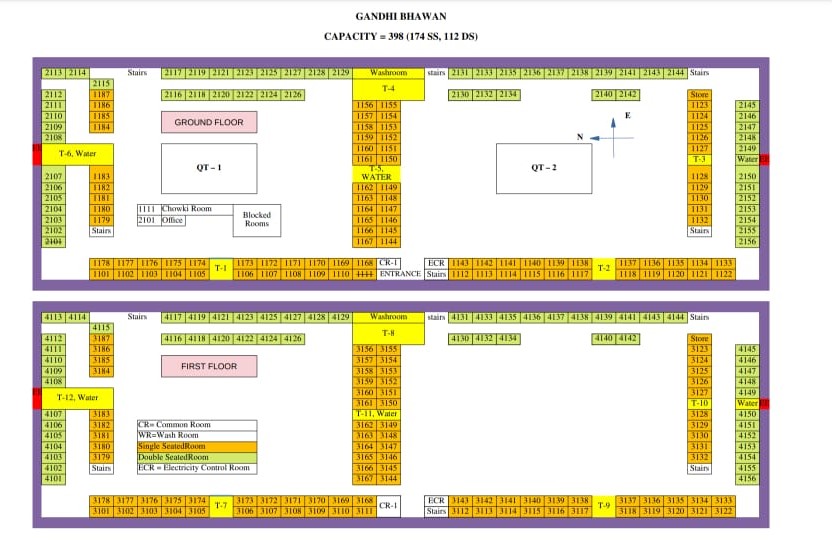 GANDHI BHAWAN
CAPACITY = 398 (174 SS, 112 DS)
2113 2114 Stairs 2117 2119 2121 2123 2125 2127 2128 2129 Washroom stairs 2131 2133 2135 2136 2137 2138 2139 2141 2143 2144 Stairs
2115 T-4
2112 1187 2116 2118 2120 2122 2124 2126 2130 2132 2134 2140 2142 Store
2111 1186 1156 1155 1123 2145
2110 1185 1157 1154 E 1124 2146
2109 1184 GROUND FLOOR 1158 1153 1125 2147
2108 1159 1152 N 1126 2148
T-6, Water 1160 1151 1127 2149
1161 1150 T-3 Water
QT - 1 T-5, QT - 2
2107 1183 WATER 1128 2150
2106 1182 1162 1149 1129 2151
2105 1181 1163 1148 1130 2152
2104 1180 1111 Chowki Room 1164 1147 1131 2153
2103 1179 2101 Office Blocked Rooms 1165 1146 1132 2154
2102 Stairs 1166 1145 Stairs 2155
2101 1167 1144 2156
1178 1177 1176 1175 1174 T-1 1173 1172 1171 1170 1169 1168 CR-1 ECR 1143 1142 1141 1140 1139 1138 T-2 1137 1136 1135 1134 1133
1101 1102 1103 1104 1105 1106 1107 1108 1109 1110 1111 ENTRANCE Stairs 1112 1113 1114 1115 1116 1117 1118 1119 1120 1121 1122
4113 4114 Stairs 4117 4119 4121 4123 4125 4127 4128 4129 Washroom stairs 4131 4133 4135 4136 4137 4138 4139 4141 4143 4144 Stairs
4115 T-8
4112 3187 4116 4118 4120 4122 4124 4126 4130 4132 4134 4140 4142 Store
4111 3186 3156 3155 3123 4145
4110 3185 3157 3154 3124 4146
4109 3184 FIRST FLOOR 3158 3153 3125 4147
4108 3159 3152 3126 4148
T-12, Water 3160 3151 3127 4149
3161 3150 T-10 Water
4107 3183 T-11, Water 3128 4150
4106 3182 CR= Common Room 3162 3149 3129 4151
4105 3181 WR=Wash Room 3163 3148 3130 4152
4104 3180 Single SeatedRoom 3164 3147 3131 4153
4103 3179 Double SeatedRoom 3165 3146 3132 4154
4102 Stairs ECR = Electricity Control Room 3166 3145 Stairs 4155
4101 3167 3144 4156
3178 3177 3176 3175 3174 T-7 3173 3172 3171 3170 3169 3168 CR-1 ECR 3143 3142 3141 3140 3139 3138 T-9 3137 3136 3135 3134 3133
3101 3102 3103 3104 3105 3106 3107 3108 3109 3110 3111 Stairs 3112 3113 3114 3115 3116 3117 3118 3119 3120 3121 3122